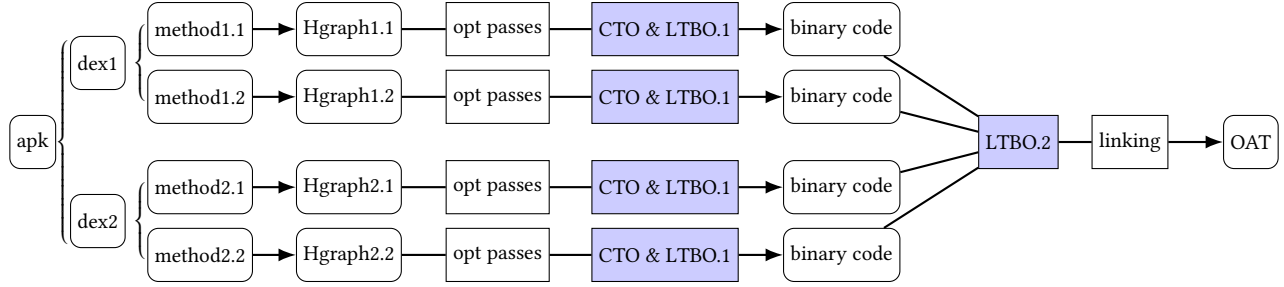 apk
dex1
method1.1
Hgraph1.1
opt passes
CTO & LTBO.1
binary code
method1.2
Hgraph1.2
opt passes
CTO & LTBO.1
binary code
dex2
method2.1
Hgraph2.1
opt passes
CTO & LTBO.1
binary code
method2.2
Hgraph2.2
opt passes
CTO & LTBO.1
binary code
LTBO.2
linking
OAT